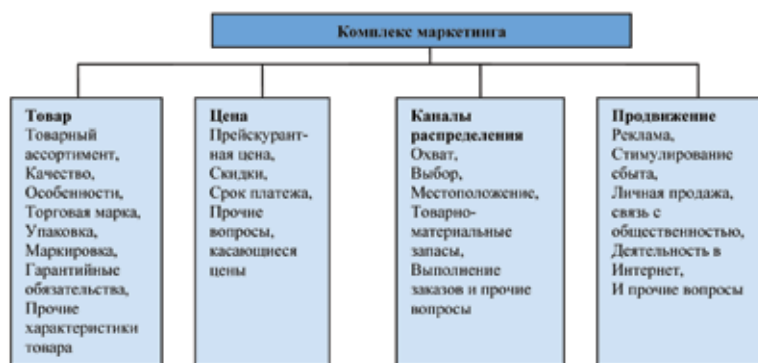 Комплекс маркетинга
Товар
Товарный
ассортимент,
Качество,
Особенности,
Торговая марка,
Упаковка,
Маркировка,
Гарантийные
обязательства,
Прочие
характеристики
товара
Цена
Прейскурант-
ная цена,
Скидки,
Срок платежа,
Прочие
вопросы,
касающиеся
цены
Каналы
распределения
Охват,
Выбор,
Местоположение,
Товарно-
материальные
запасы,
Выполнение
заказов и прочие
вопросы
Продвижение
Реклама,
Стимулирование
сбыта,
Личная продажа,
связь с
общественностью,
Деятельность в
Интернет,
И прочие вопросы